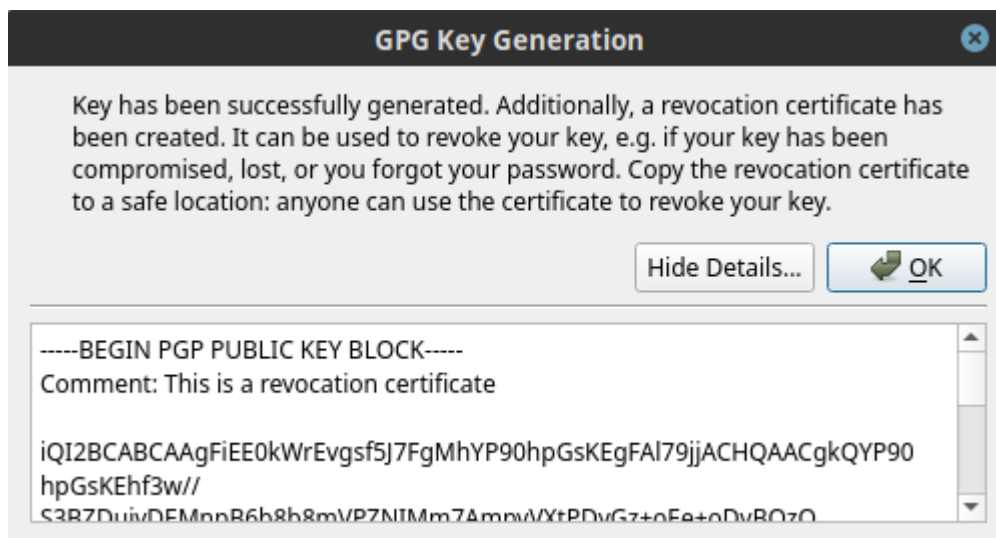 GPG Key Generation
Key has been successfully generated. Additionally, a revocation certificate has
been created. It can be used to revoke your key, e.g. if your key has been
compromised, lost, or you forgot your password. Copy the revocation certificate
to a safe location: anyone can use the certificate to revoke your key.
Hide Details...
OK
-----BEGIN PGP PUBLIC KEY BLOCK-----
Comment: This is a revocation certificate
iQI2BCABCAAgFiEE0kWrEvgsf5J7FgMhYP90hpGsKEgFAl79jjACHQAACgkQYP90
hpGsKEhf3w//